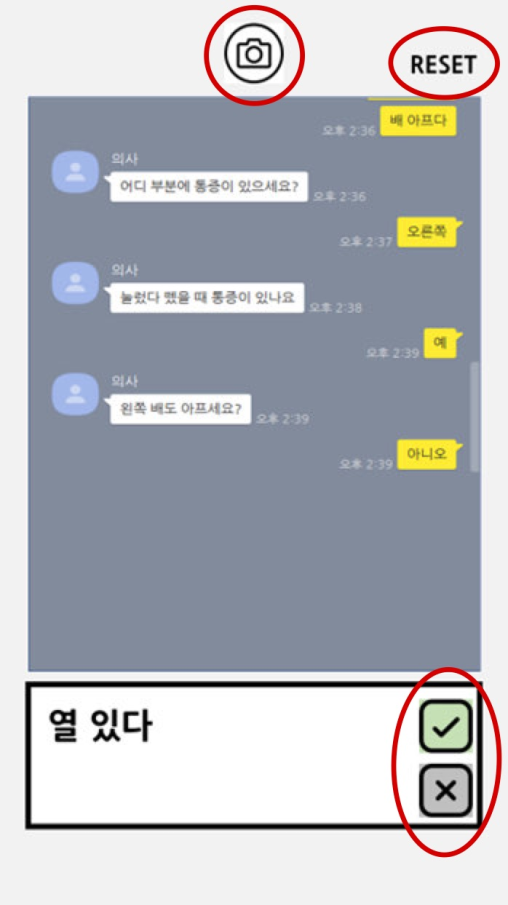 RESET
배 아프다
오후 2:36
의사
어디 부분에 통증이 있으세요?
오후 2:36
오른쪽
오후 2:37
의사
눌렀다 뗐을 때 통증이 있나요
오후 2:38
예
오후 2:39
의사
왼쪽 배도 아프세요?
오후 2:39
아니오
오후 2:39
열 있다